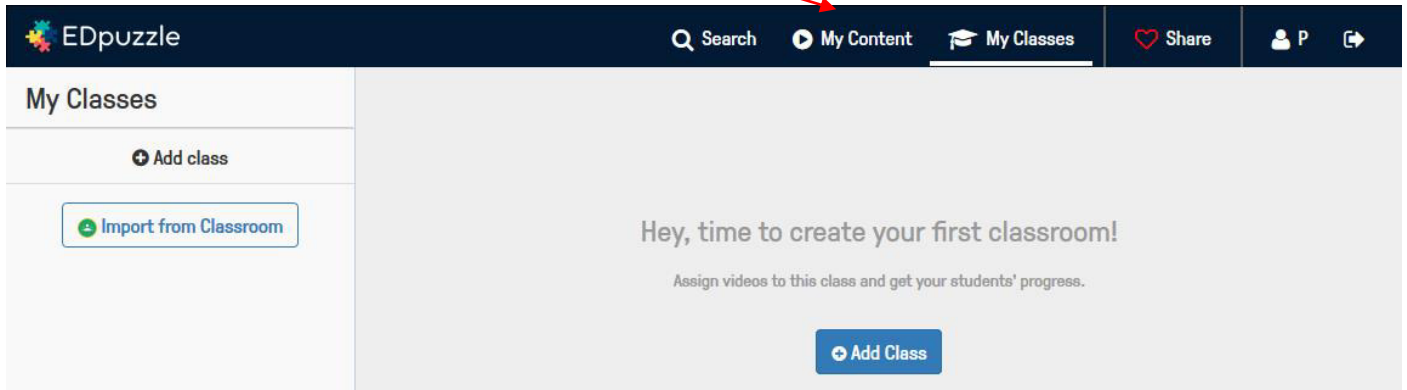 EDpuzzle Search My Content My Classes Share P
My Classes
Add class
Import from Classroom
Hey, time to create your first classroom!
Assign videos to this class and get your students' progress.
Add Class